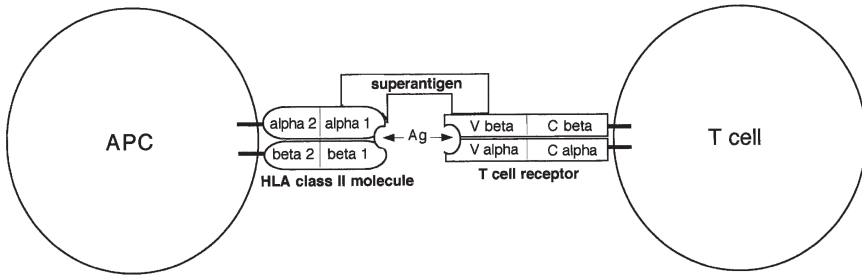 superantigen
alpha 2 alpha 1
V beta C beta
APC
Ag
T cell
beta 2 beta 1
V alpha C alpha
HLA class II molecule
T cell receptor